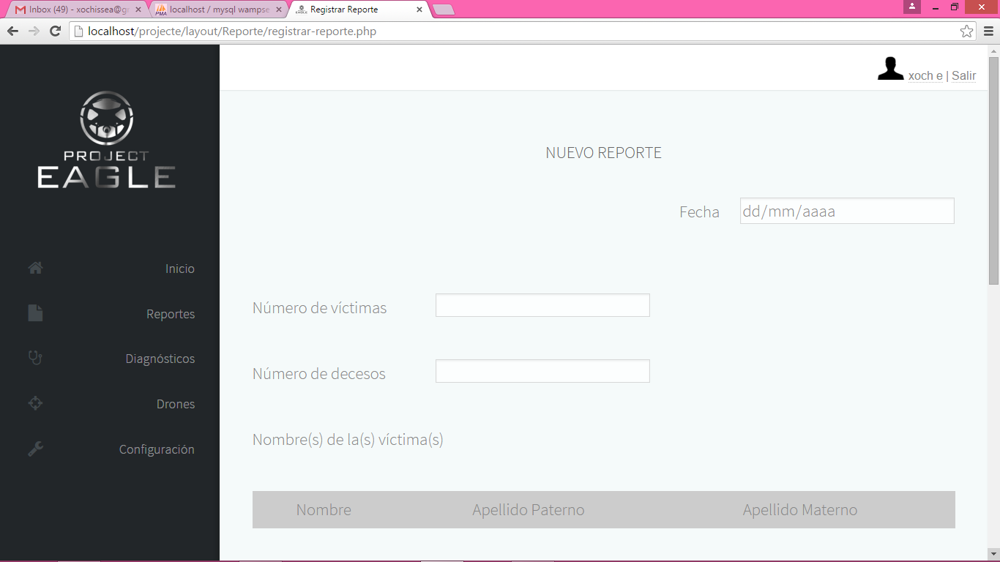 Inbox (49) - xochissea@g
localhost / mysql wampse
Registrar Reporte
localhost/projecte/layout/Reporte/registrar-reporte.php
xoch e | Salir
PROJECT
EAGLE
Inicio
Reportes
Diagnósticos
Drones
Configuración
NUEVO REPORTE
Fecha dd/mm/aaaa
Número de víctimas
Número de decesos
Nombre(s) de la(s) víctima(s)
Nombre Apellido Paterno Apellido Materno